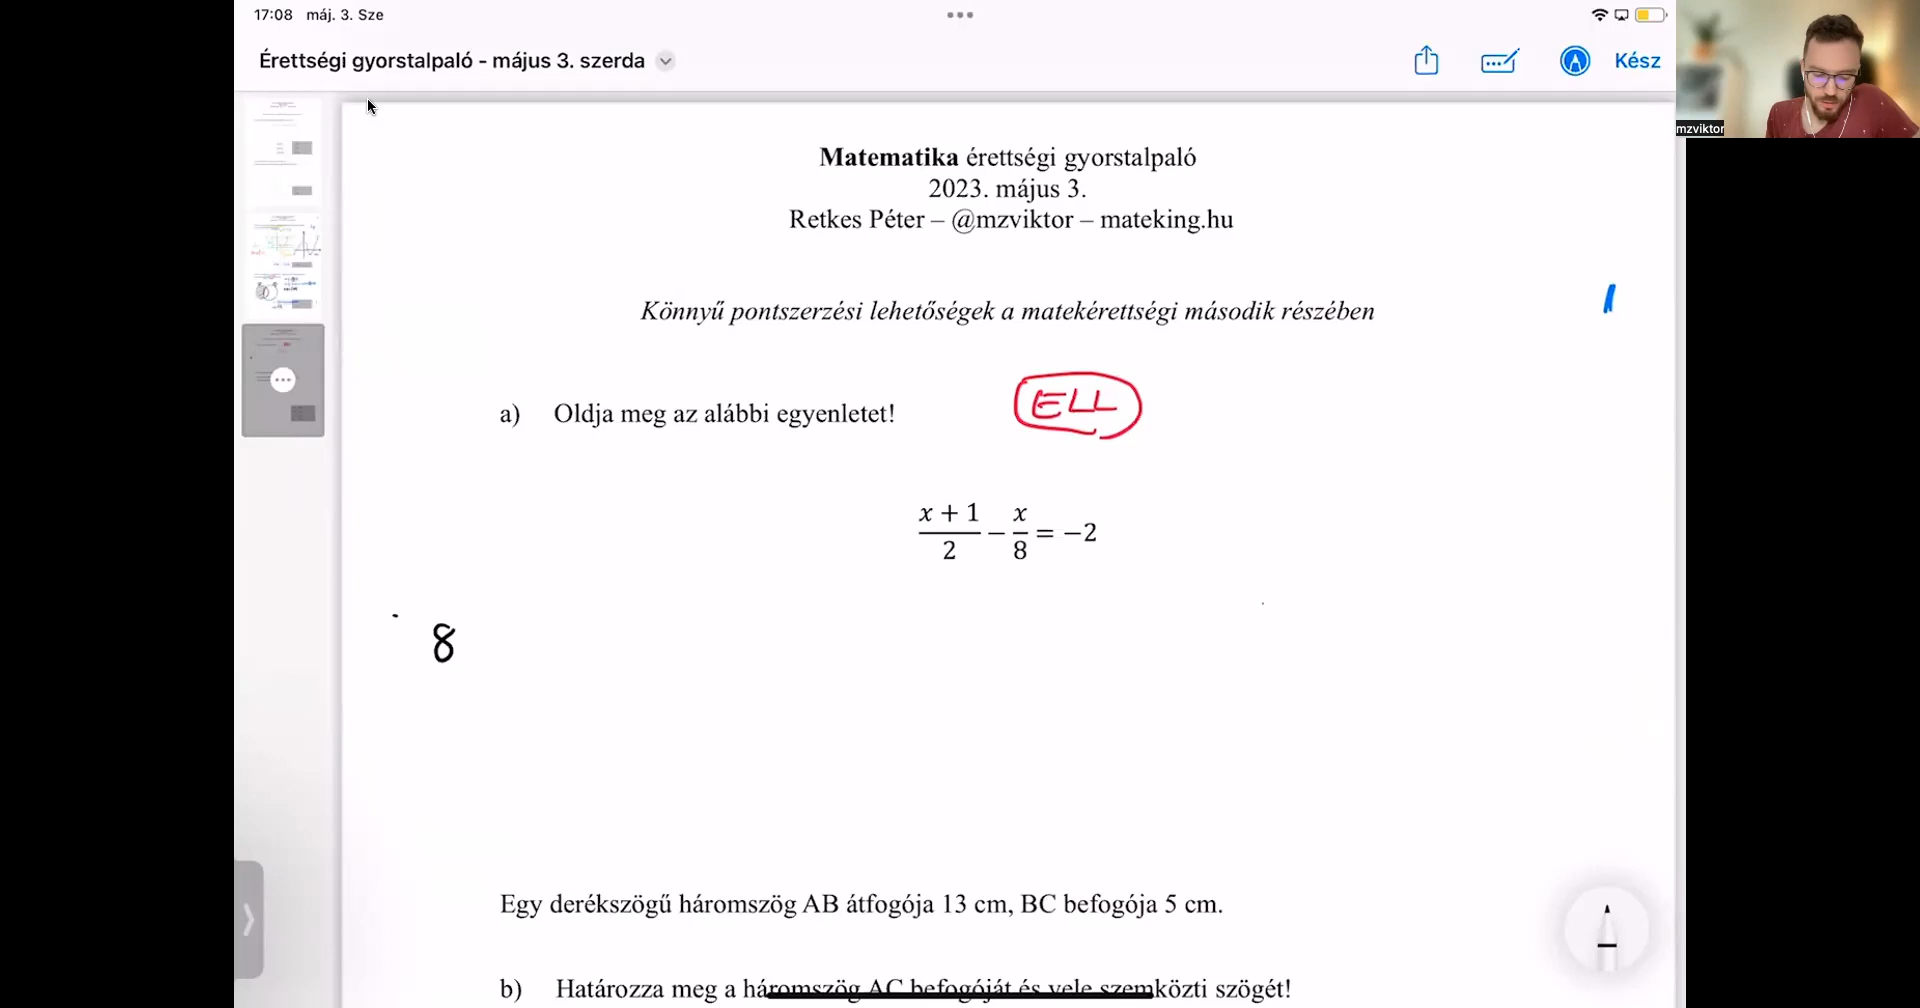 17:08 máj. 3. Sze
Érettségi gyorstalpaló - május 3. szerda
Kész
mzviktor
Matematika érettségi gyorstalpaló
2023. május 3.
Retkes Péter – @mzviktor – mateking.hu
Könnyű pontszerzési lehetőségek a matekérettségi második részében
a) Oldja meg az alábbi egyenletet!
ELL
x + 1
2
− x
8
= −2
8
Egy derékszögű háromszög AB átfogója 13 cm, BC befogója 5 cm.
b) Határozza meg a háromszög AC befogóját és vele szemközti szögét!